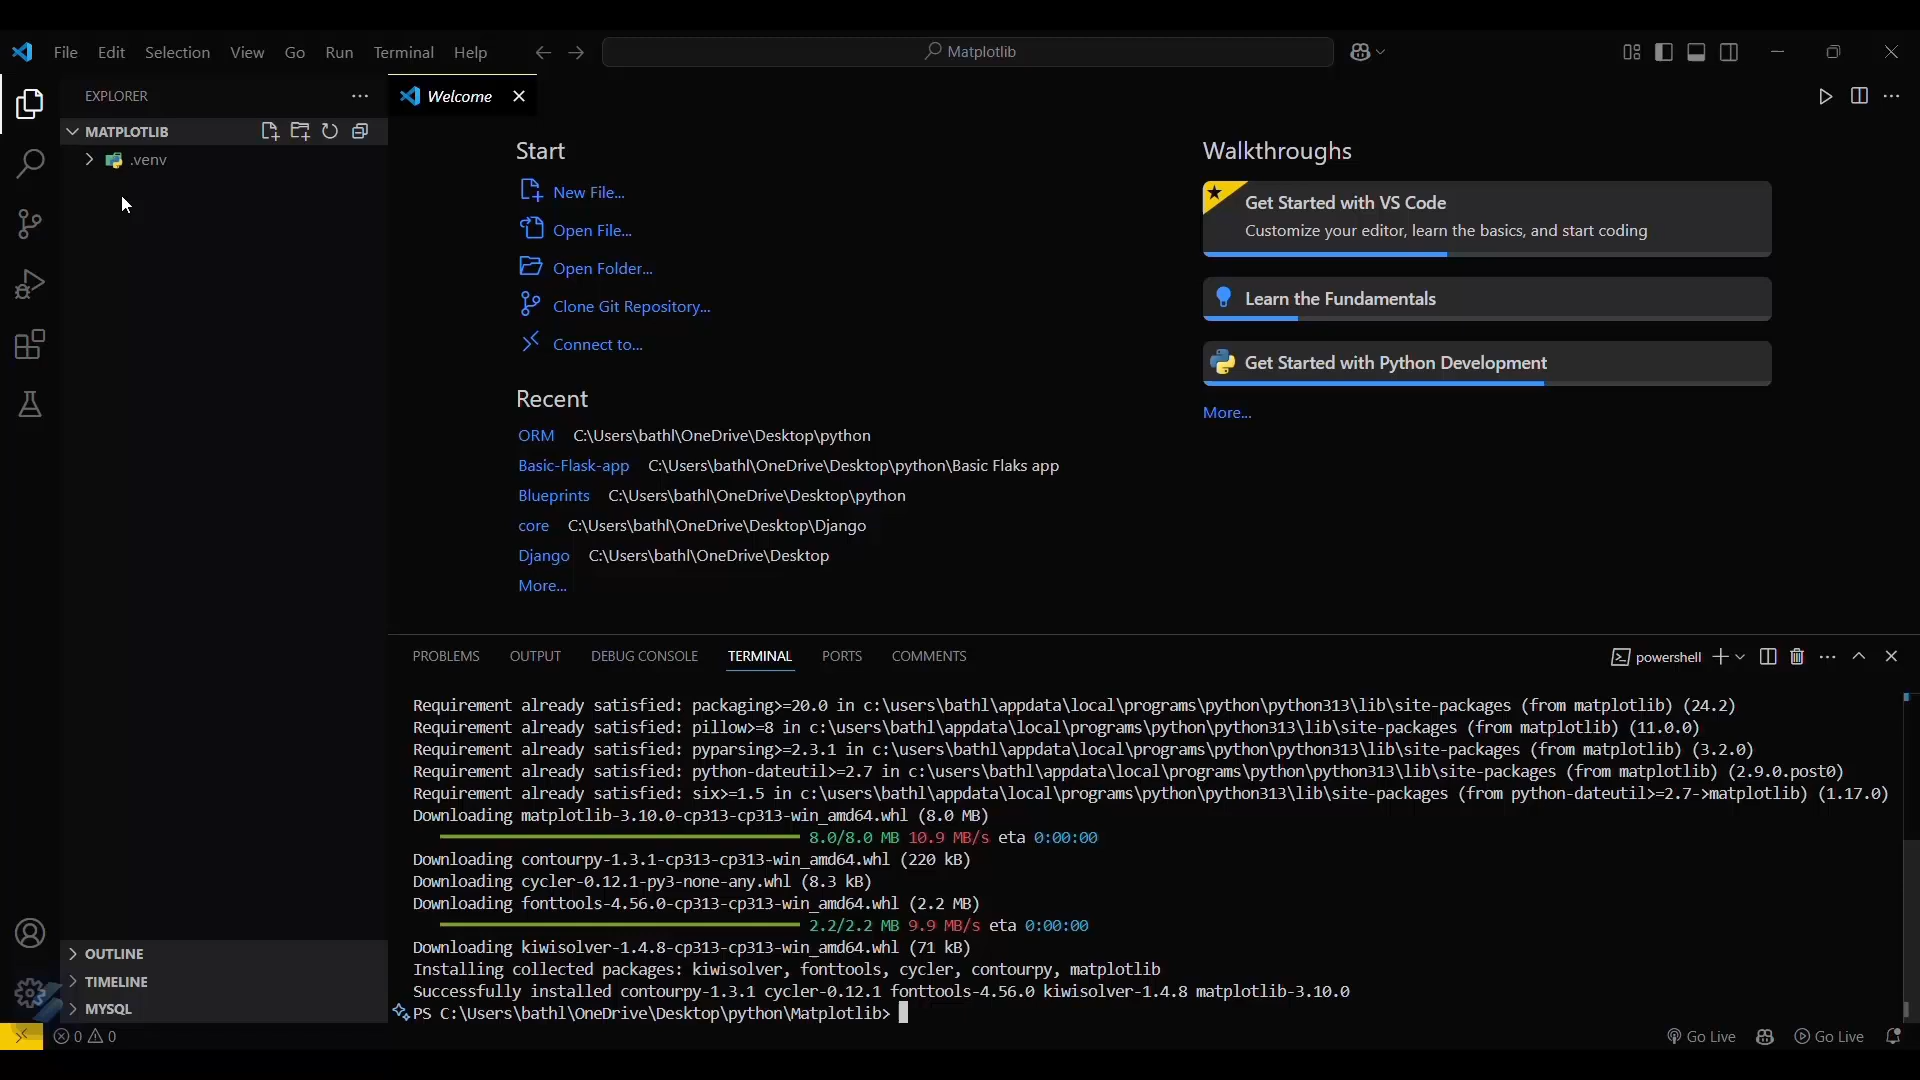 File Edit Selection View Go Run Terminal Help
Matplotlib
EXPLORER
MATPLOTLIB
.venv
OUTLINE
TIMELINE
MYSQL
Welcome
Start
New File...
Open File...
Open Folder...
Clone Git Repository...
Connect to...
Recent
ORM C:\Users\bathl\OneDrive\Desktop\python
Basic-Flask-app C:\Users\bathl\OneDrive\Desktop\python\Basic Flaks app
Blueprints C:\Users\bathl\OneDrive\Desktop\python
core C:\Users\bathl\OneDrive\Desktop\Django
Django C:\Users\bathl\OneDrive\Desktop
More...
Walkthroughs
Get Started with VS Code
Customize your editor, learn the basics, and start coding
Learn the Fundamentals
Get Started with Python Development
More...
PROBLEMS OUTPUT DEBUG CONSOLE TERMINAL PORTS COMMENTS
powershell
Requirement already satisfied: packaging>=20.0 in c:\users\bathl\appdata\local\programs\python\python313\lib\site-packages (from matplotlib) (24.2)
Requirement already satisfied: pillow>=8 in c:\users\bathl\appdata\local\programs\python\python313\lib\site-packages (from matplotlib) (11.0.0)
Requirement already satisfied: pyparsing>=2.3.1 in c:\users\bathl\appdata\local\programs\python\python313\lib\site-packages (from matplotlib) (3.2.0)
Requirement already satisfied: python-dateutil>=2.7 in c:\users\bathl\appdata\local\programs\python\python313\lib\site-packages (from matplotlib) (2.9.0.post0)
Requirement already satisfied: six>=1.5 in c:\users\bathl\appdata\local\programs\python\python313\lib\site-packages (from python-dateutil>=2.7->matplotlib) (1.17.0)
Downloading matplotlib-3.10.0-cp313-cp313-win_amd64.whl (8.0 MB)
8.0/8.0 MB 10.9 MB/s eta 0:00:00
Downloading contourpy-1.3.1-cp313-cp313-win_amd64.whl (220 kB)
Downloading cycler-0.12.1-py3-none-any.whl (8.3 kB)
Downloading fonttools-4.56.0-cp313-cp313-win_amd64.whl (2.2 MB)
2.2/2.2 MB 9.9 MB/s eta 0:00:00
Downloading kiwisolver-1.4.8-cp313-cp313-win_amd64.whl (71 kB)
Installing collected packages: kiwisolver, fonttools, cycler, contourpy, matplotlib
Successfully installed contourpy-1.3.1 cycler-0.12.1 fonttools-4.56.0 kiwisolver-1.4.8 matplotlib-3.10.0
PS C:\Users\bathl\OneDrive\Desktop\python\Matplotlib>
0 0 Go Live Go Live